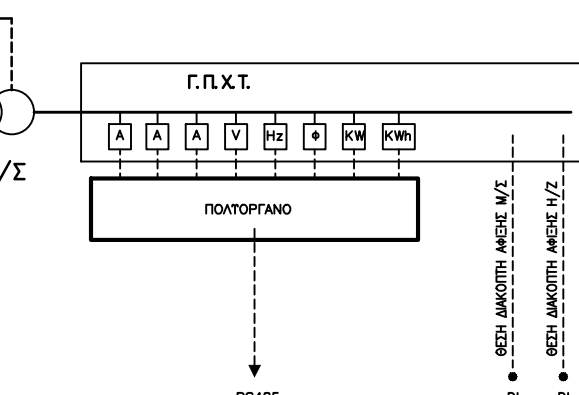 Γ.Π.Χ.Τ.
A A A V Hz φ KW KWh
/Σ
ΠΟΛΥΟΡΓΑΝΟ
ΘΕΣΗ ΔΙΑΚΟΠΤΗ ΑΦΙΞΗΣ Μ/Σ
ΘΕΣΗ ΔΙΑΚΟΠΤΗ ΑΦΙΞΗΣ Η/Ζ